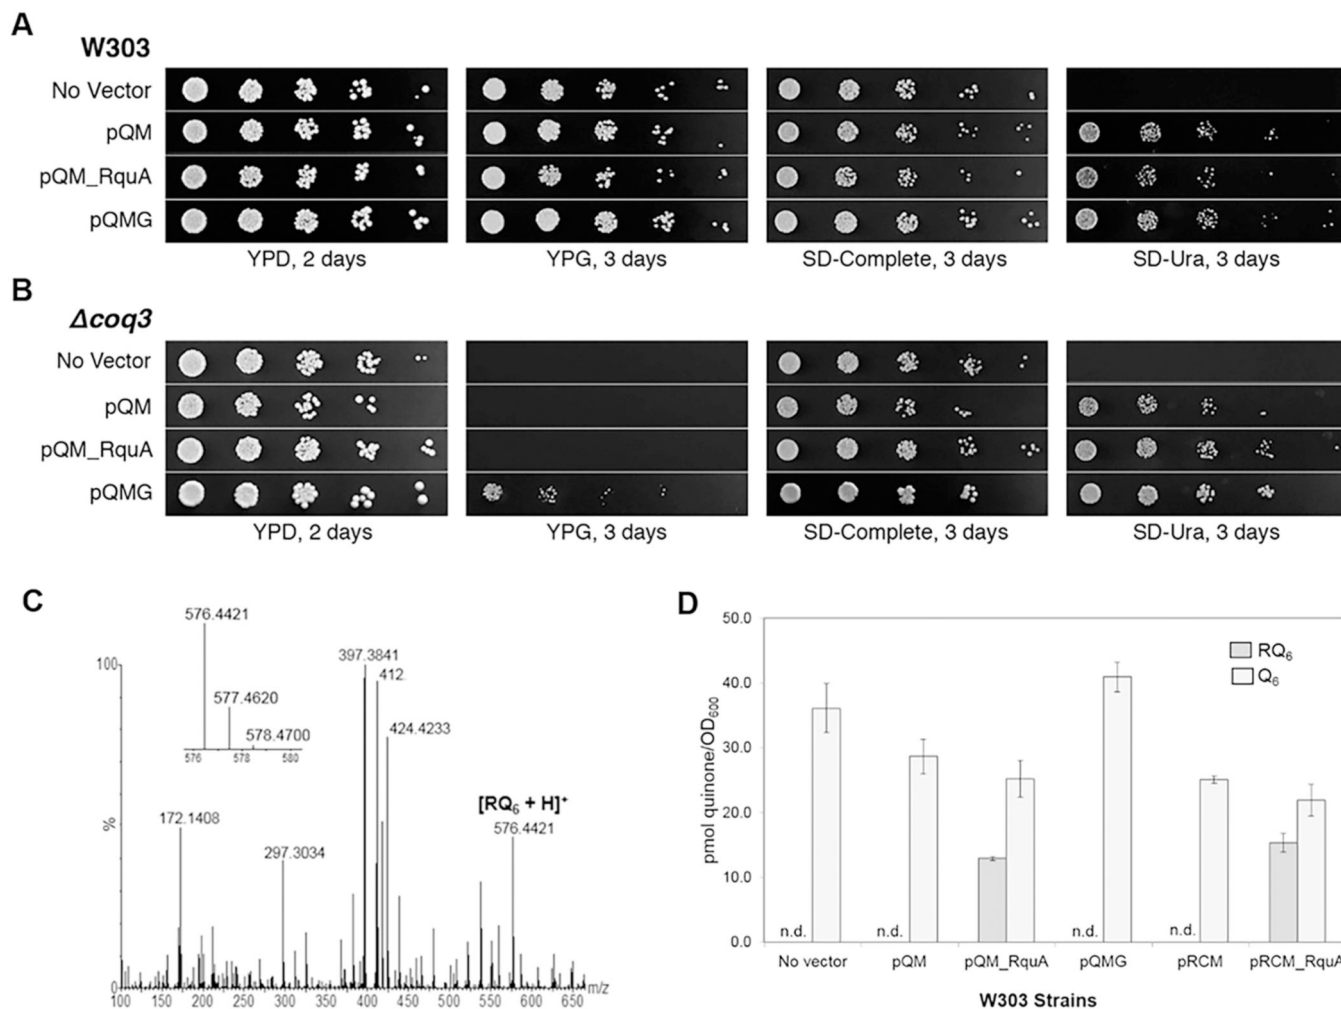 A
W303
No Vector
pQM
pQM_RquA
pQMG
YPD, 2 days
YPG, 3 days
SD-Complete, 3 days
SD-Ura, 3 days
B
Δcoq3
No Vector
pQM
pQM_RquA
pQMG
YPD, 2 days
YPG, 3 days
SD-Complete, 3 days
SD-Ura, 3 days
C
576.4421
577.4620
578.4700
576 578 580
100
%
0
397.3841
412.
424.4233
172.1408
297.3034
[RQ₆ + H]⁺
576.4421
100 150 200 250 300 350 400 450 500 550 600 650 m/z
D
50.0
40.0
30.0
20.0
10.0
0.0
pmol quinone/OD₆₀₀
RQ₆
Q₆
n.d. n.d. n.d. n.d.
No vector pQM pQM_RquA pQMG pRCM pRCM_RquA
W303 Strains